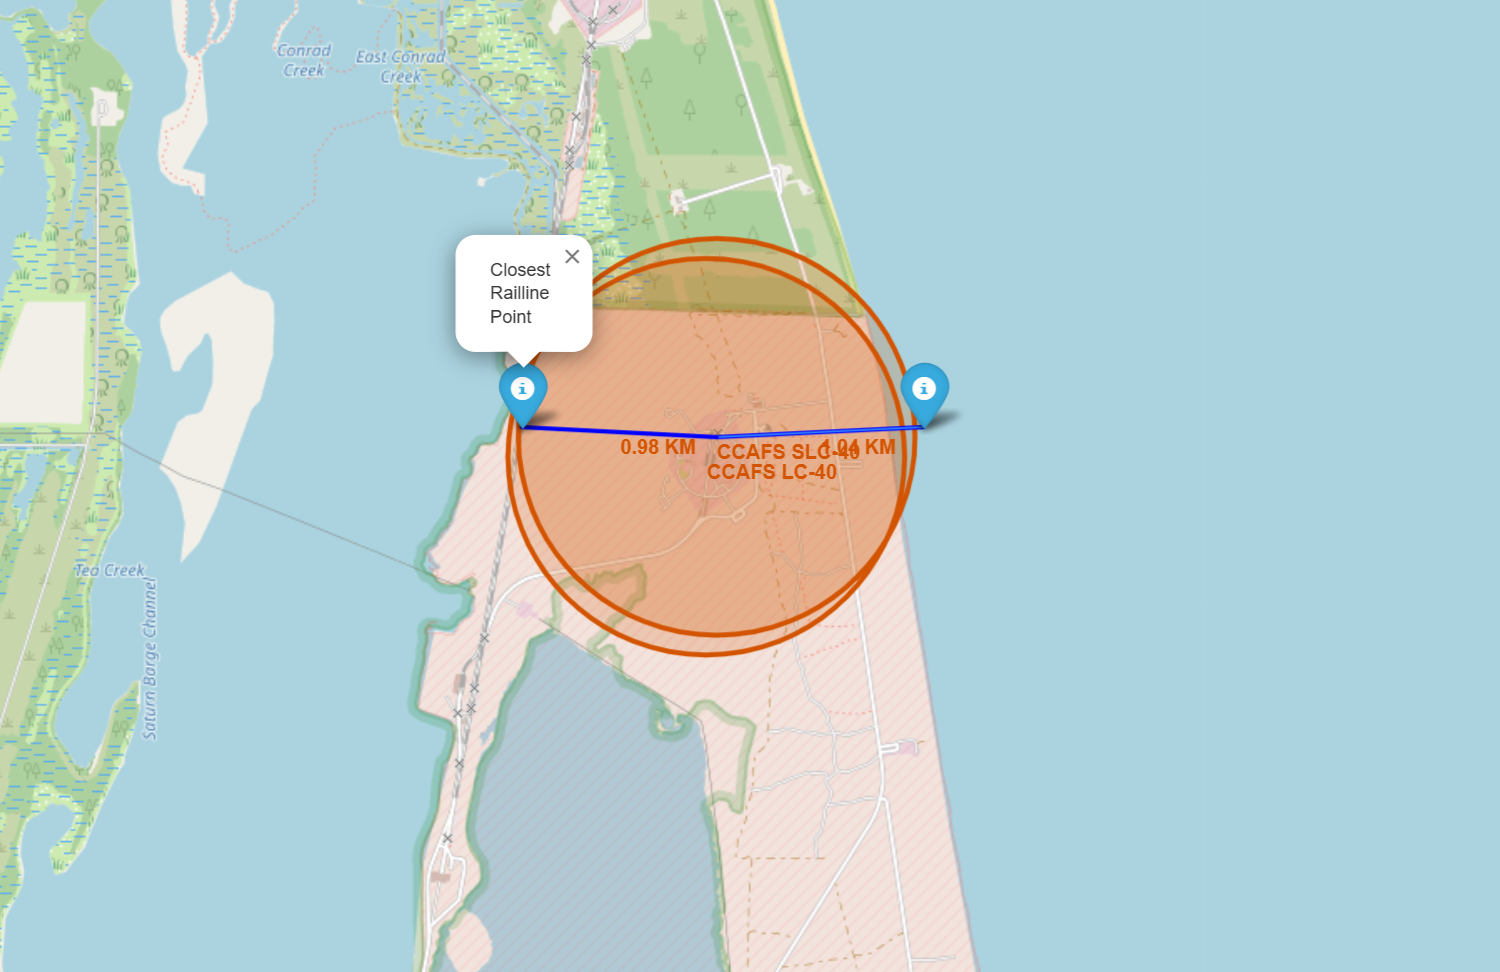 Conrad
Creek
East Conrad
Creek
Closest
Railline
Point
0.98 KM
CCAFS SLC-40
KM
CCAFS LC-40
Tea Creek
Saturn Barge Channel